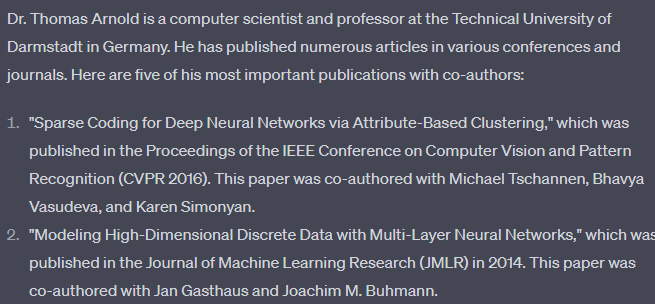 Dr. Thomas Arnold is a computer scientist and professor at the Technical University of
Darmstadt in Germany. He has published numerous articles in various conferences and
journals. Here are five of his most important publications with co-authors:
1. "Sparse Coding for Deep Neural Networks via Attribute-Based Clustering," which was
published in the Proceedings of the IEEE Conference on Computer Vision and Pattern
Recognition (CVPR 2016). This paper was co-authored with Michael Tschannen, Bhavya
Vasudeva, and Karen Simonyan.
2. "Modeling High-Dimensional Discrete Data with Multi-Layer Neural Networks," which was
published in the Journal of Machine Learning Research (JMLR) in 2014. This paper was
co-authored with Jan Gasthaus and Joachim M. Buhmann.